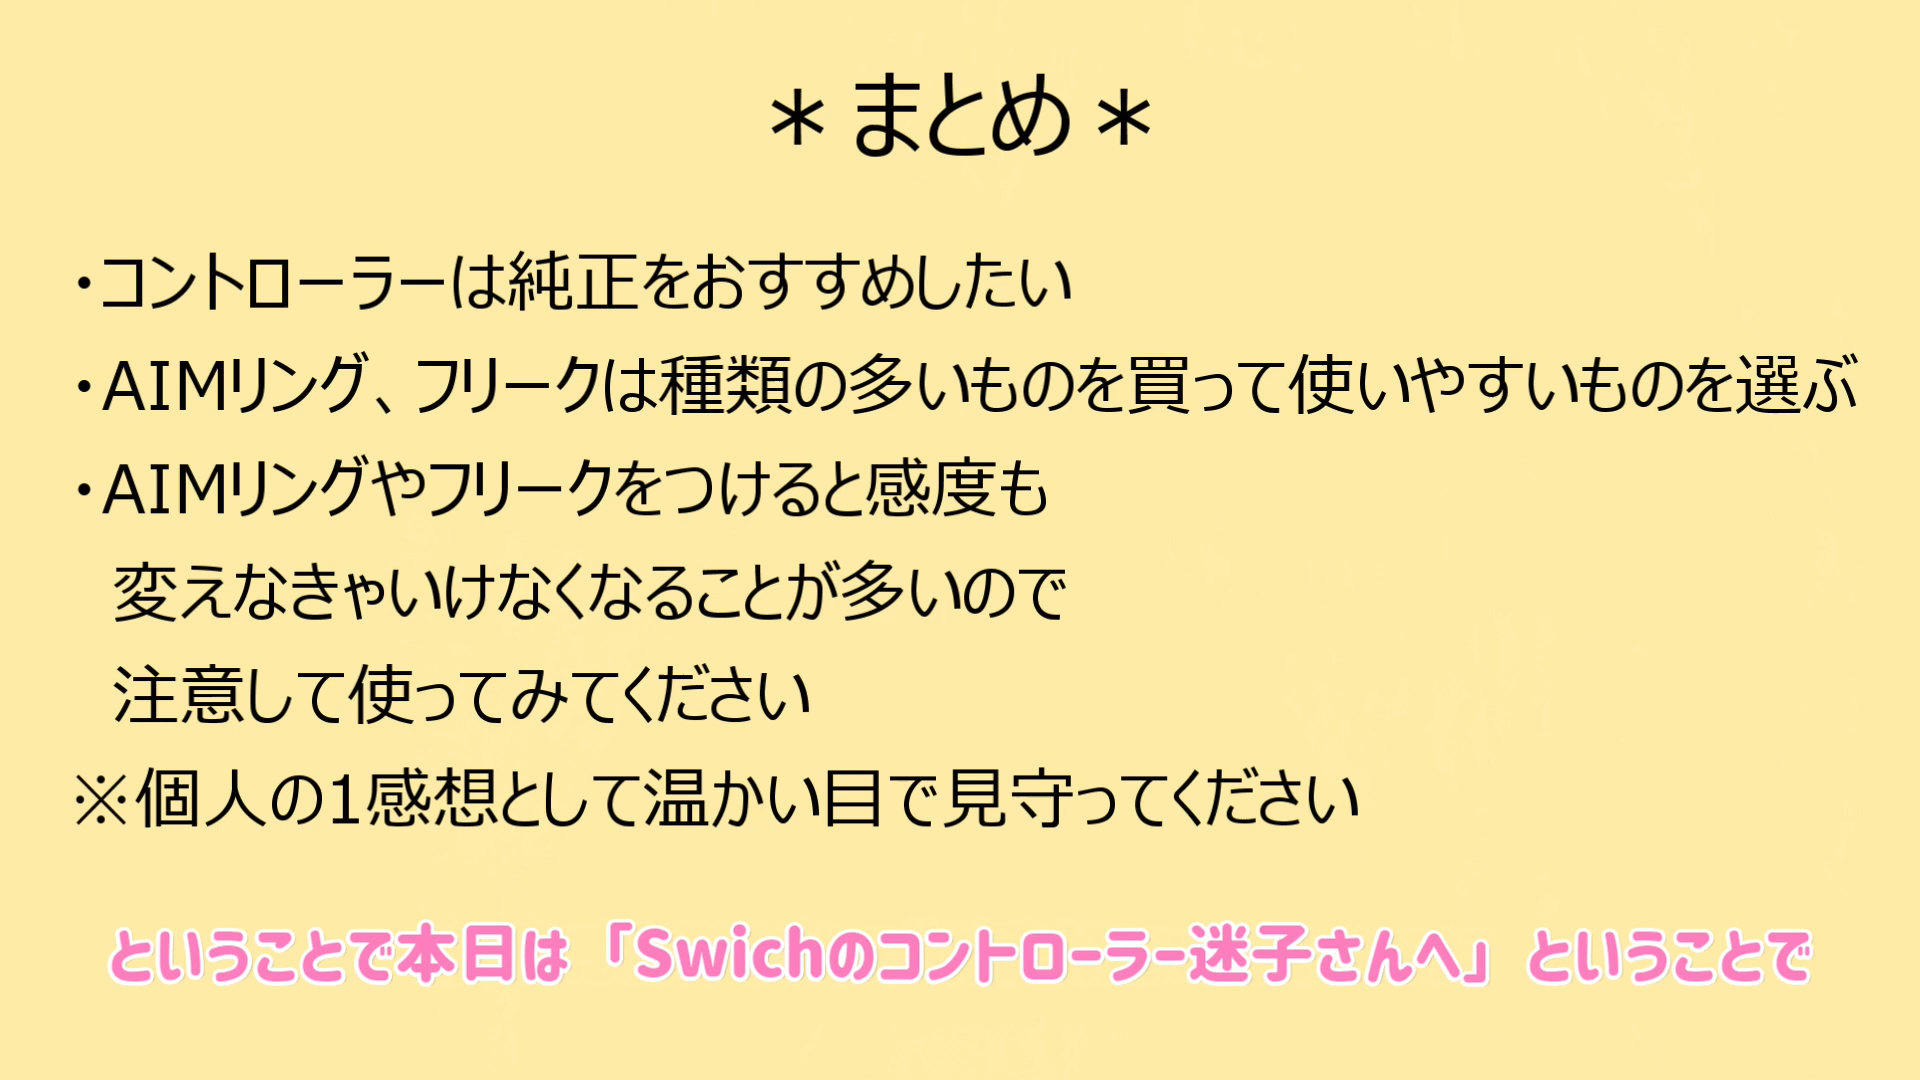 ＊まとめ＊
・コントローラーは純正をおすすめしたい
・AIMリング、フリークは種類の多いものを買って使いやすいものを選ぶ
・AIMリングやフリークをつけると感度も
変えなきゃいけなくなることが多いので
注意して使ってみてください
※個人の1感想として温かい目で見守ってください
ということで本日は「Swichのコントローラー迷子さんへ」ということで